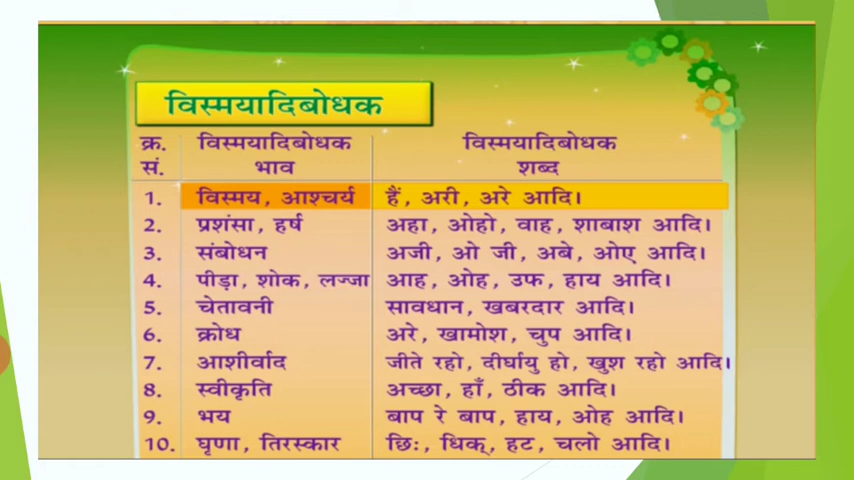 विस्मयादिबोधक
क्र. सं. विस्मयादिबोधक भाव विस्मयादिबोधक शब्द
1. विस्मय, आश्चर्य हैं, अरी, अरे आदि।
2. प्रशंसा, हर्ष अहा, ओहो, वाह, शाबाश आदि।
3. संबोधन अजी, ओ जी, अबे, ओए आदि।
4. पीड़ा, शोक, लज्जा आह, ओह, उफ, हाय आदि।
5. चेतावनी सावधान, खबरदार आदि।
6. क्रोध अरे, खामोश, चुप आदि।
7. आशीर्वाद जीते रहो, दीर्घायु हो, खुश रहो आदि।
8. स्वीकृति अच्छा, हाँ, ठीक आदि।
9. भय बाप रे बाप, हाय, ओह आदि।
10. घृणा, तिरस्कार छिः, धिक्, हट, चलो आदि।